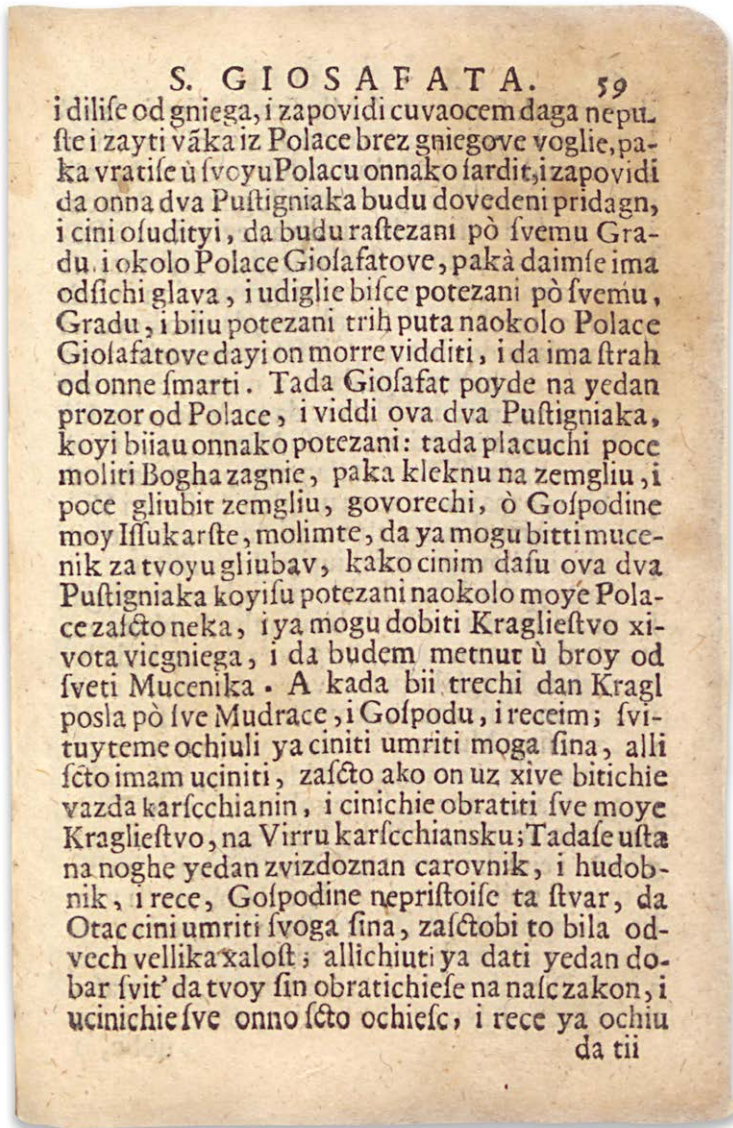 S. GIOSAFATA. 59
i diliſe od gniega, i zapovidi cuvaocem daga nepu-
ſte i zayti vãka iz Polace brez gniegove voglie, pa-
ka vratiſe ù ſvoyu Polacu onnako ſardit, i zapovidi
da onna dva Puſtigniaka budu dovedeni pridagn,
i cini oſudityi, da budu raſtezani pò ſvemu Gra-
du, i okolo Polace Gioſafatove, pakà daimſe ima
odſichi glava, i udiglie biſce potezani pò ſvemu,
Gradu, i biiu potezani trih puta naokolo Polace
Gioſafatove dayi on morre vidditi, i da ima ſtrah
od onne ſmarti. Tada Gioſafat poyde na yedan
prozor od Polace, i viddi ova dva Puſtigniaka,
koyi biiau onnako potezani: tada placuchi poce
moliti Bogha zagnie, paka kleknu na zemgliu, i
poce gliubit zemgliu, govorechi, ò Goſpodine
moy Iſſukarſte, molimte, da ya mogu bitti muce-
nik za tvoyu gliubav, kako cinim daſu ova dva
Puſtigniaka koyiſu potezani naokolo moye Pola-
ce zaſcto neka, i ya mogu dobiti Kraglieſtvo xi-
vota vicgniega, i da budem metnut ù broy od
ſveti Mucenika. A kada bii trechi dan Kragl
posla pò ſve Mudrace, i Goſpodu, i receim; ſvi-
tuyteme ochiuli ya ciniti umriti moga ſina, alli
ſcto imam uciniti, zaſcto ako on uz xive bitichie
vazda karſcchianin, i cinichie obratiti ſve moye
Kraglieſtvo, na Virru karſcchiansku; Tadaſe uſta
na noghe yedan zvizdoznan carovnik, i hudob-
nik, i rece, Goſpodine nepriſtoiſe ta ſtvar, da
Otac cini umriti ſvoga ſina, zaſctobi to bila od-
vech vellika xaloſt; allichiuti ya dati yedan do-
bar ſvit' da tvoy ſin obratichieſe na naſc zakon, i
ucinichie ſve onno ſcto ochieſc, i rece ya ochiu
da tii